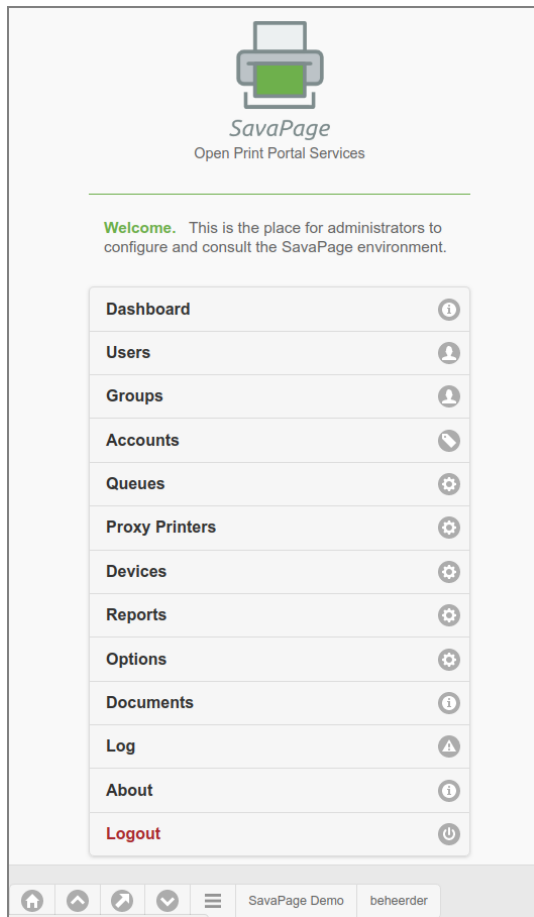 SavaPage
Open Print Portal Services
Welcome. This is the place for administrators to
configure and consult the SavaPage environment.
Dashboard
Users
Groups
Accounts
Queues
Proxy Printers
Devices
Reports
Options
Documents
Log
About
Logout
SavaPage Demo beheerder